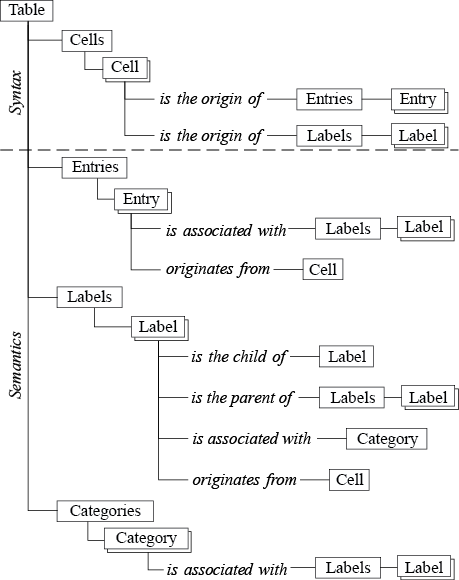 Table
Cells
Cell
is the origin of Entries Entry
is the origin of Labels Label
Syntax
Entries
Entry
is associated with Labels Label
originates from Cell
Labels
Label
is the child of Label
is the parent of Labels Label
is associated with Category
originates from Cell
Semantics
Categories
Category
is associated with Labels Label